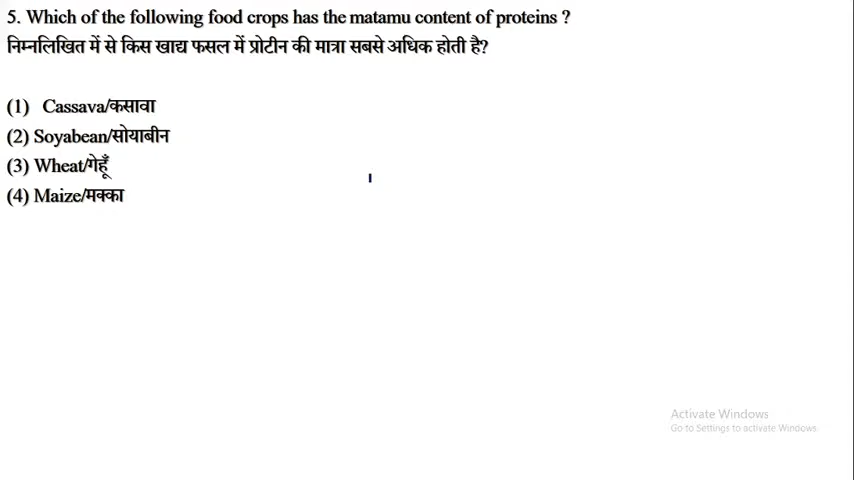 5. Which of the following food crops has the matamu content of proteins ?
निम्नलिखित में से किस खाद्य फसल में प्रोटीन की मात्रा सबसे अधिक होती है?
(1) Cassava/कसावा
(2) Soyabean/सोयाबीन
(3) Wheat/गेहूँ
(4) Maize/मक्का
Activate Windows
Go to Settings to activate Windows.